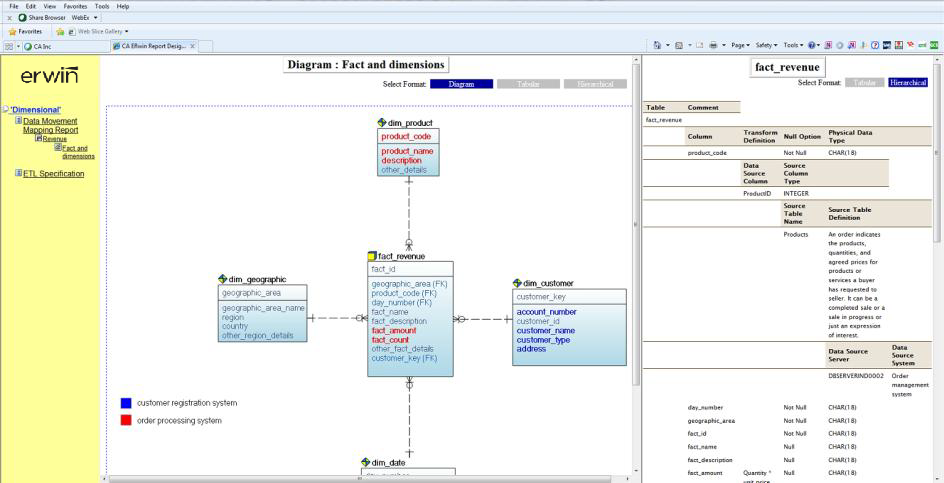 File Edit View Favorites Tools Help
x Share Browser WebEx
Favorites Web Slice Gallery
CA Inc CA ERwin Report Desig... x
Page Safety Tools
erwin
'Dimensional'
Data Movement
Mapping Report
Revenue
Fact and
dimensions
ETL Specification
Diagram : Fact and dimensions
Select Format: Diagram Tabular Hierarchical
dim_product
product_code
product_name
description
other_details
fact_revenue
fact_id
geographic_area (FK)
product_code (FK)
day_number (FK)
fact_name
fact_description
fact_amount
fact_count
other_fact_details
customer_key (FK)
dim_geographic
geographic_area
geographic_area_name
region
country
other_region_details
dim_customer
customer_key
account_number
customer_id
customer_name
customer_type
address
customer registration system
order processing system
dim_date
fact_revenue
Select Format: Tabular Hierarchical
Table Comment
fact_revenue
Column Transform Definition Null Option Physical Data Type
product_code Not Null CHAR(18)
Data Source Column Source Column Type
ProductID INTEGER
Source Table Name Source Table Definition
Products An order indicates
the products,
quantities, and
agreed prices for
products or
services a buyer
has requested to
seller. It can be a
completed sale or a
sale in progress or
just an expression
of interest.
Data Source Server Data Source System
DBSERVERIND0002 Order management system
day_number Not Null CHAR(18)
geographic_area Not Null CHAR(18)
fact_id Not Null CHAR(18)
fact_name Null CHAR(18)
fact_description Null CHAR(18)
fact_amount Quantity * Null CHAR(18)
unit price